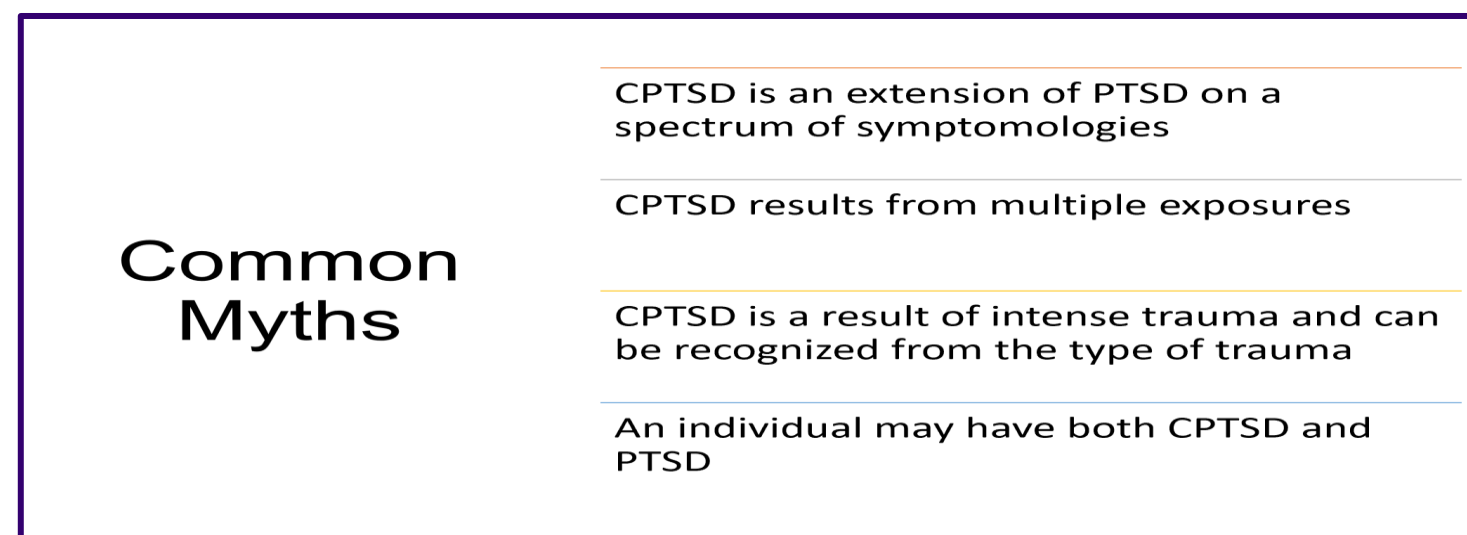 Common
Myths
CPTSD is an extension of PTSD on a
spectrum of symptomologies
CPTSD results from multiple exposures
CPTSD is a result of intense trauma and can
be recognized from the type of trauma
An individual may have both CPTSD and
PTSD